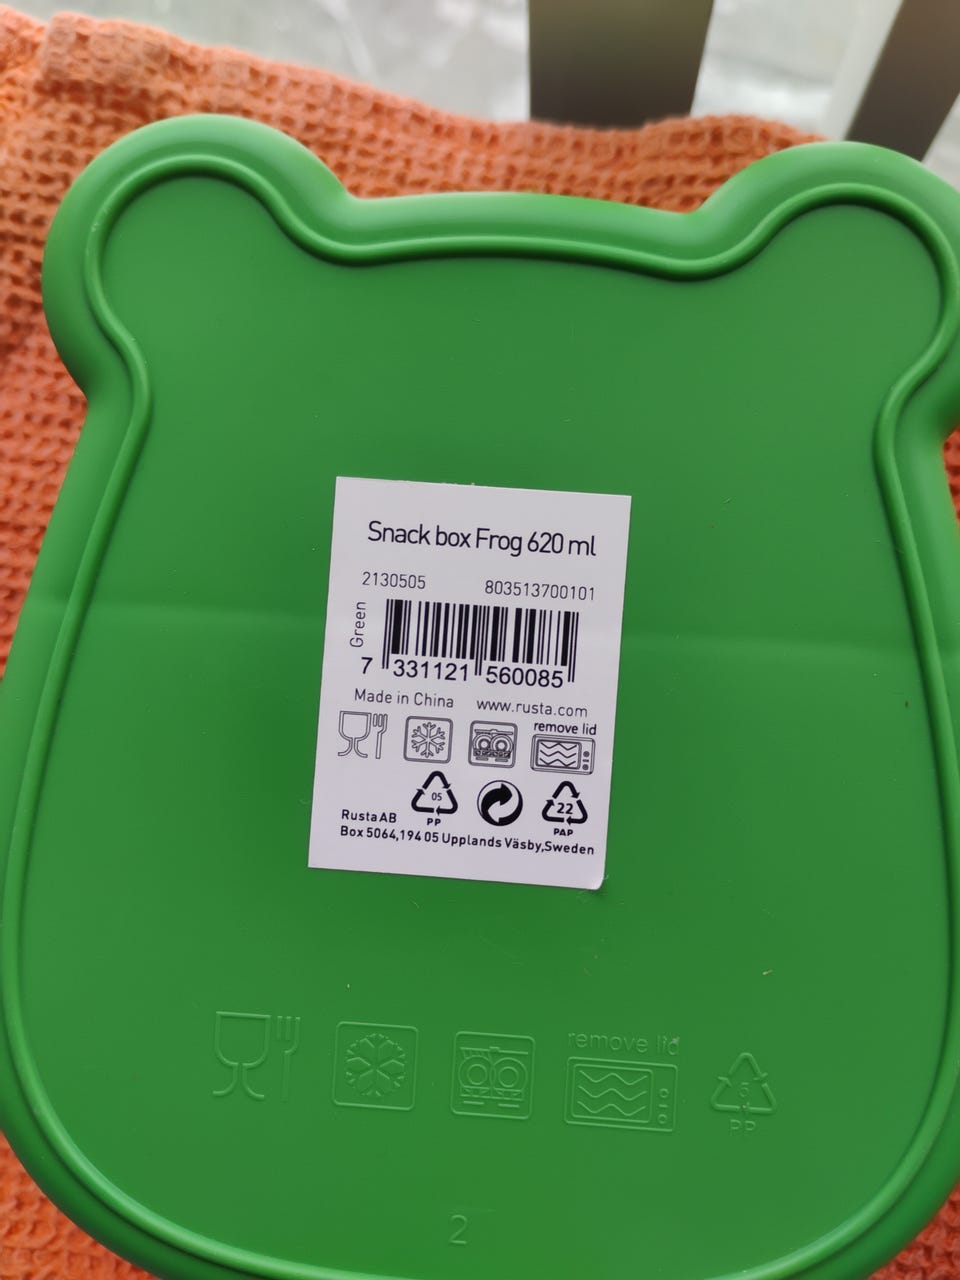 Snack box Frog 620 ml
2130505 803513700101
Green
7 331121 560085
Made in China www.rusta.com
remove lid
05
PP
22
PAP
Rusta AB
Box 5064,194 05 Upplands Väsby,Sweden
remove lid
5
PP
2